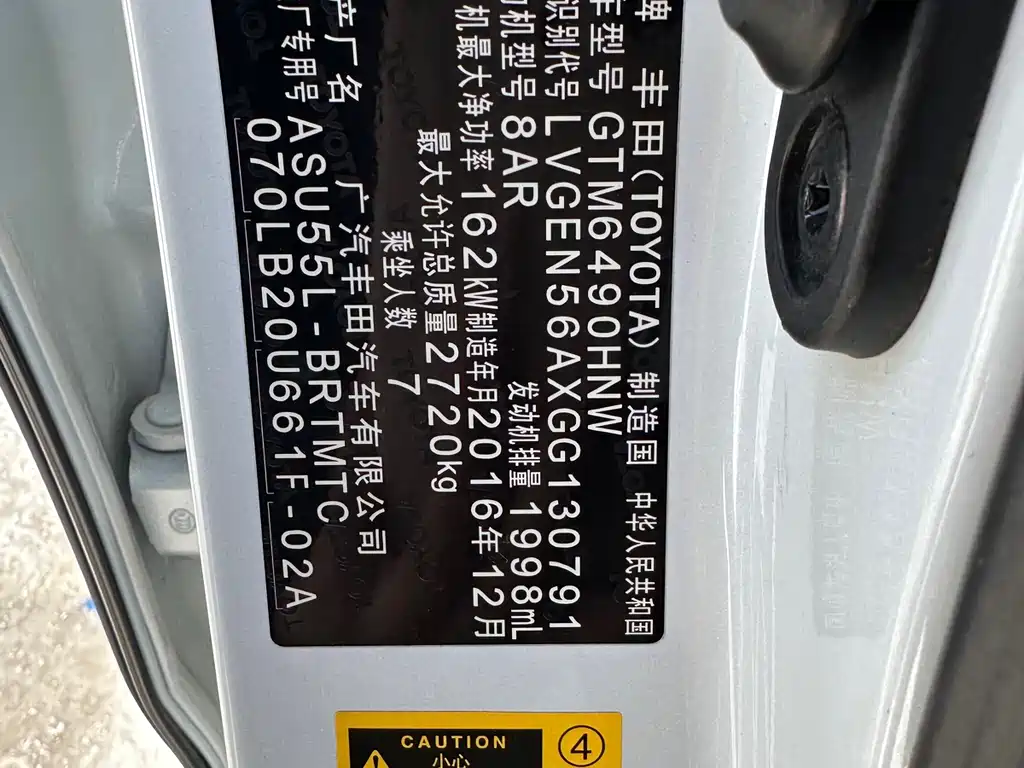 牌 丰田(TOYOTA) 制造国 中华人民共和国
车型号 GTM6490HNW
识别代号 LVGEN56AXGG130791
机型号 8AR 发动机排量 1998mL
机最大净功率 162kW 制造年月 2016年12月
最大允许总质量 2720kg
乘坐人数 7
产厂名 广汽丰田汽车有限公司
厂专用号 ASU55L-BRTMTC
070LB20U661F-02A
CAUTION
小心
④